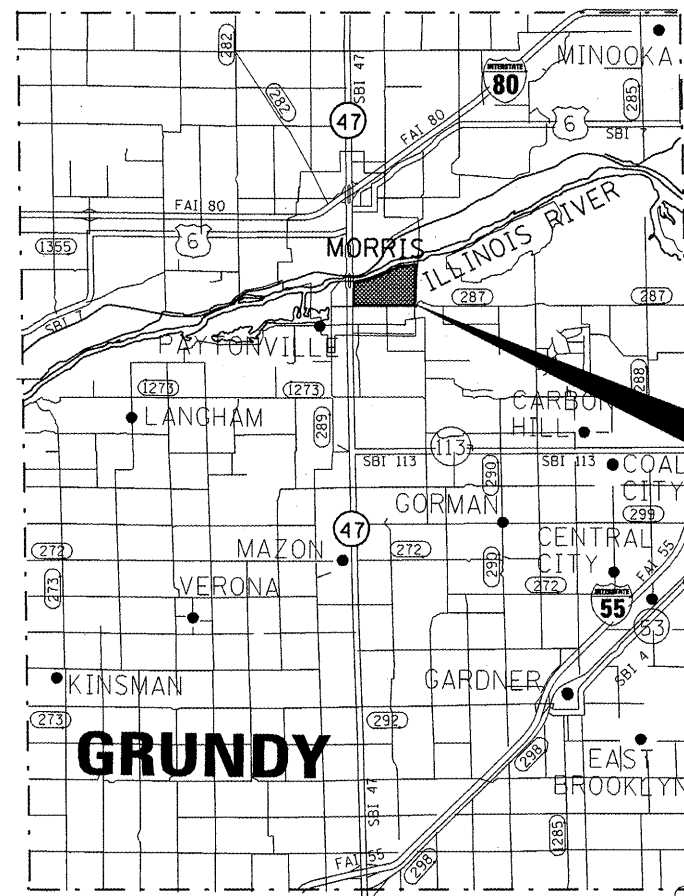 MINOOKA
282
SBI 47
INTERSTATE
80
285
282
47
FAI 80
6
SBI 7
FAI 80
6
1355
MORRIS
ILLINOIS RIVER
287
287
SBI 7
PAYTONVILLE
288
1273
1273
CARBON
HILL
LANGHAM
289
113
SBI 113
290
SBI 113
COAL
CITY
GORMAN
299
47
CENTRAL
CITY
272
MAZON
272
290
272
FAI 55
273
VERONA
INTERSTATE
55
53
KINSMAN
GARDNER
SBI 4
273
292
GRUNDY
298
EAST
BROOKLYN
SBI 47
1285
FAI 55
298